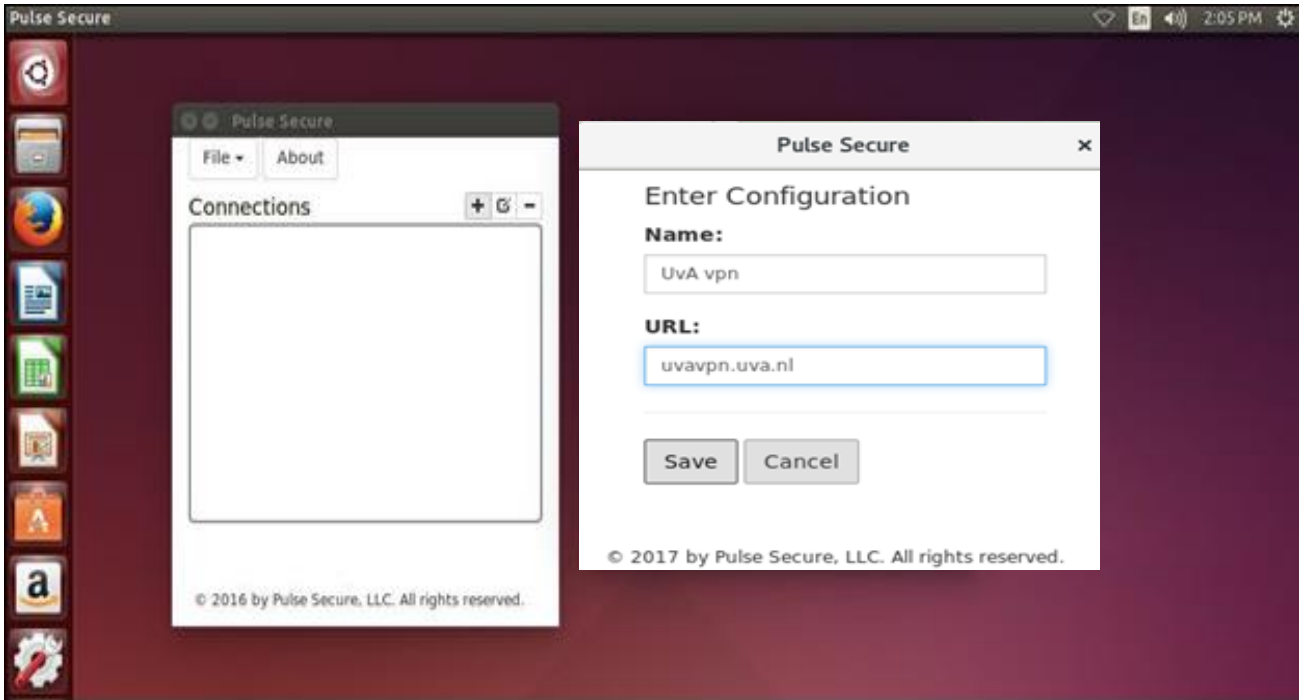 Pulse Secure
En
2:05 PM
Pulse Secure
File
About
Connections
© 2016 by Pulse Secure, LLC. All rights reserved.
Pulse Secure
Enter Configuration
Name:
UvA vpn
URL:
uvavpn.uva.nl
Save
Cancel
© 2017 by Pulse Secure, LLC. All rights reserved.
A
a